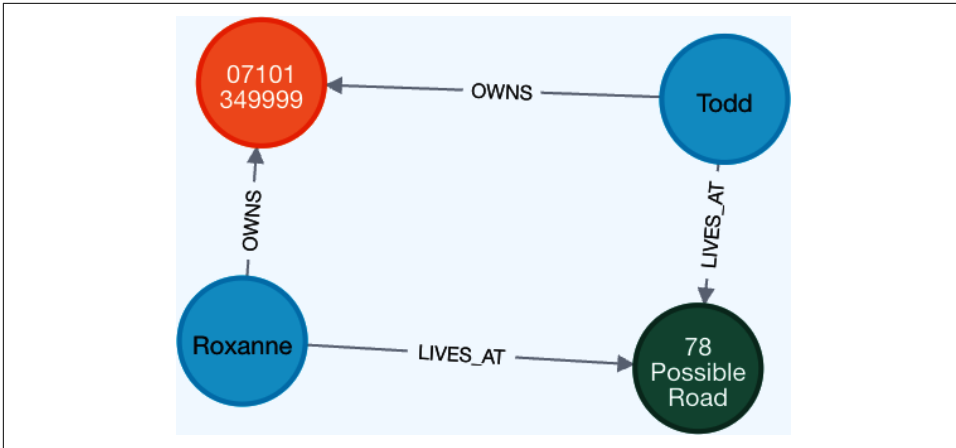 07101
349999
OWNS
Todd
OWNS
LIVES_AT
Roxanne
LIVES_AT
78
Possible
Road